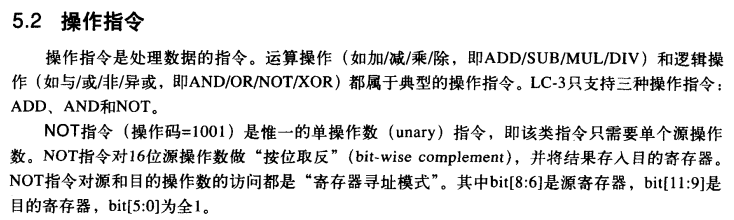 5.2 操作指令
操作指令是处理数据的指令。运算操作（如加/减/乘/除，即ADD/SUB/MUL/DIV）和逻辑操
作（如与/或/非/异或，即AND/OR/NOT/XOR）都属于典型的操作指令。LC-3只支持三种操作指令：
ADD、AND和NOT。
NOT指令（操作码=1001）是惟一的单操作数（unary）指令，即该类指令只需要单个源操作
数。NOT指令对16位源操作数做“按位取反”（bit-wise complement），并将结果存入目的寄存器。
NOT指令对源和目的操作数的访问都是“寄存器寻址模式”。其中bit[8:6]是源寄存器，bit[11:9]是
目的寄存器，bit[5:0]为全1。